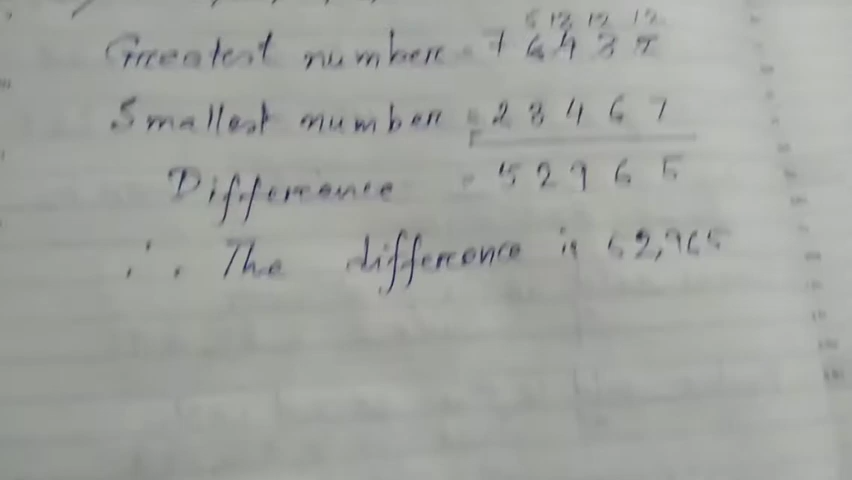 5 13 12 12
Greatest number = 7 6 4 3 2
Smallest number = 2 3 4 6 7
Difference = 5 2 9 6 5
∴ The difference is 52,965